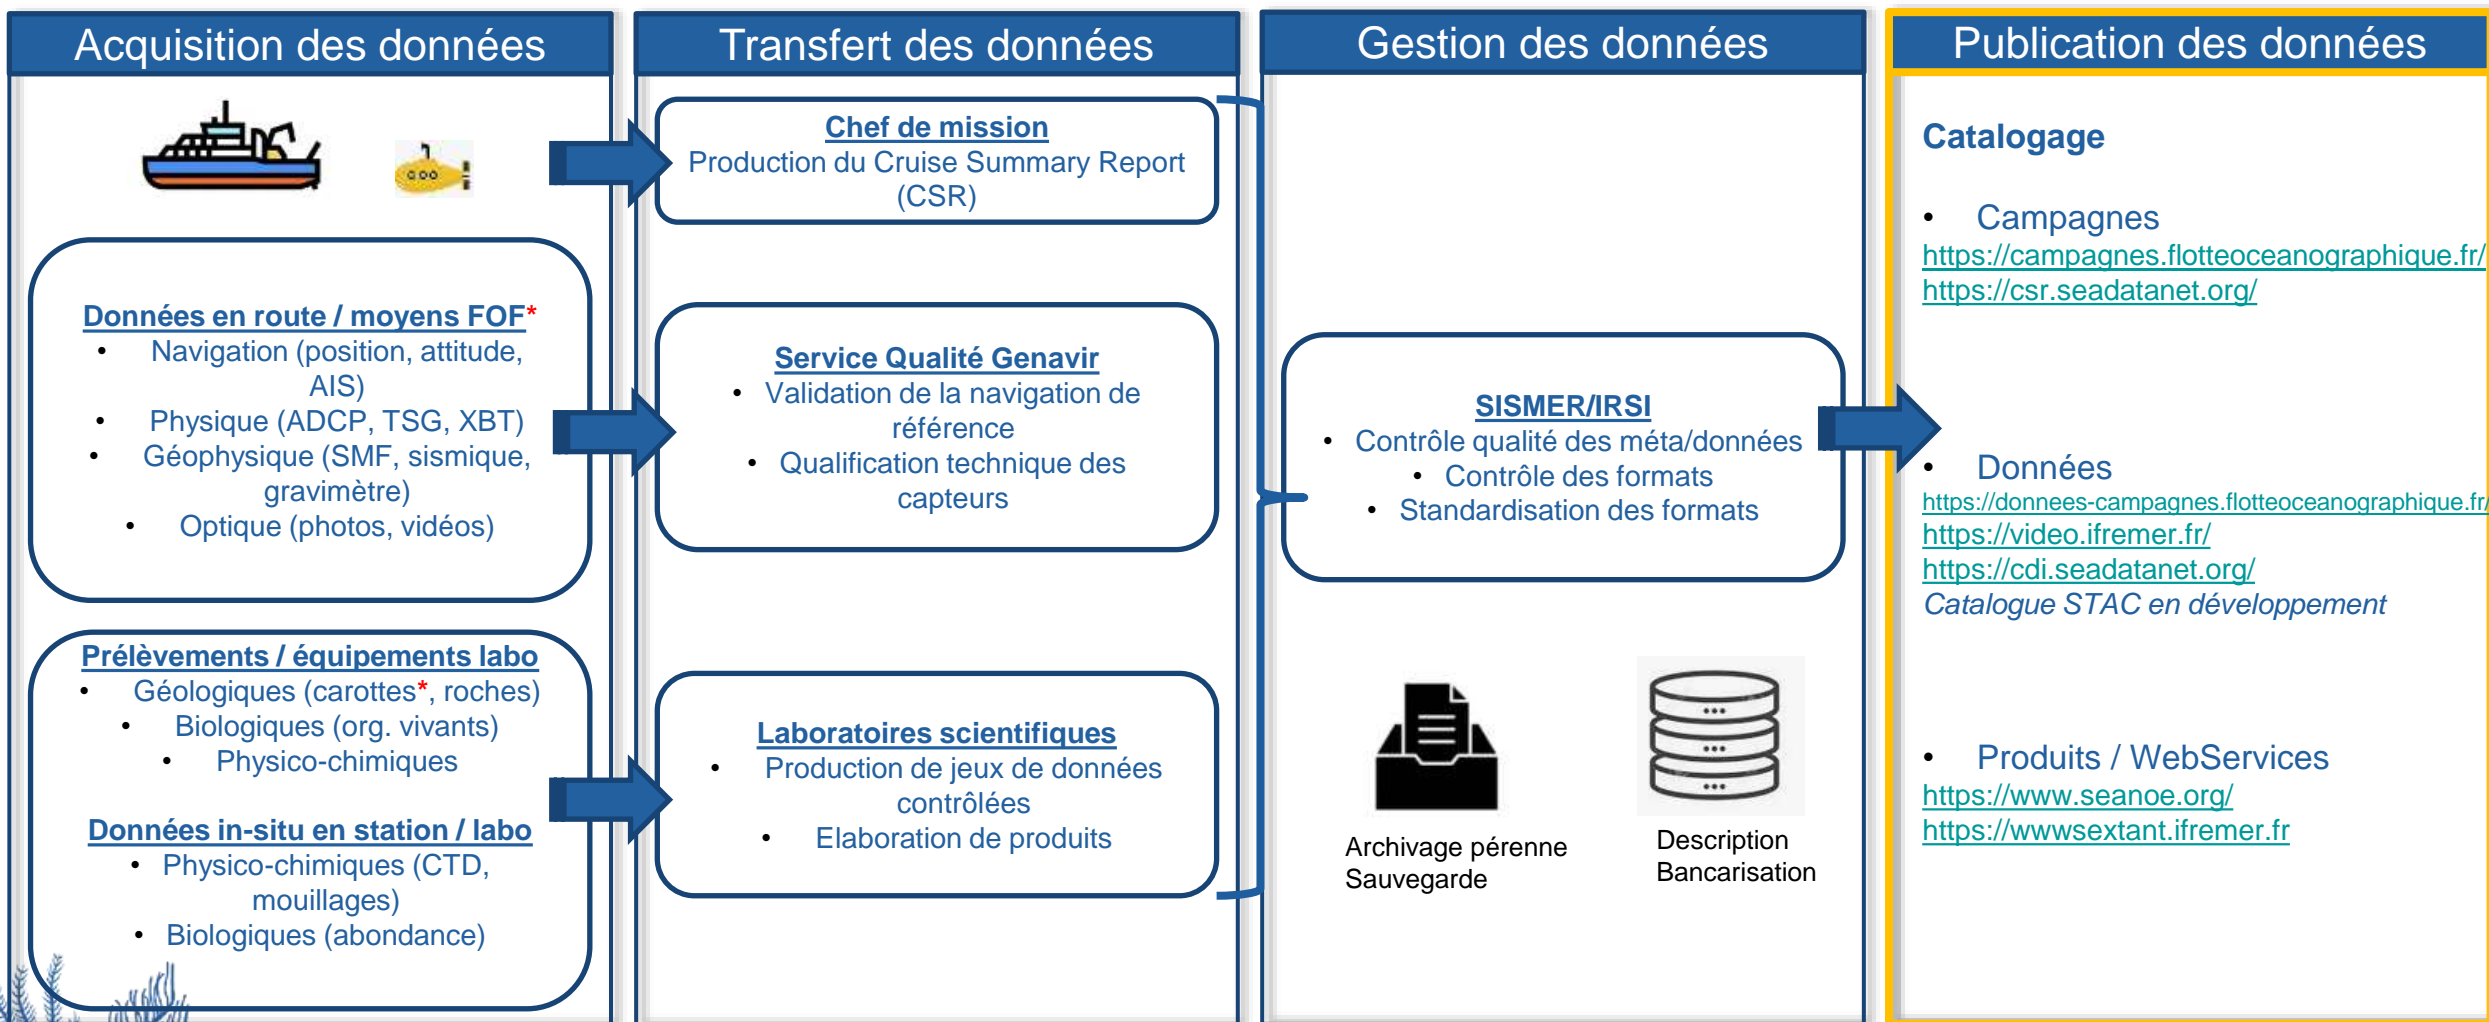 Acquisition des données
Données en route / moyens FOF*
• Navigation (position, attitude,
AIS)
• Physique (ADCP, TSG, XBT)
• Géophysique (SMF, sismique,
gravimètre)
• Optique (photos, vidéos)
Prélèvements / équipements labo
• Géologiques (carottes*, roches)
• Biologiques (org. vivants)
• Physico-chimiques
Données in-situ en station / labo
• Physico-chimiques (CTD,
mouillages)
• Biologiques (abondance)
Transfert des données
Chef de mission
Production du Cruise Summary Report
(CSR)
Service Qualité Genavir
• Validation de la navigation de
référence
• Qualification technique des
capteurs
Laboratoires scientifiques
• Production de jeux de données
contrôlées
• Elaboration de produits
Gestion des données
SISMER/IRSI
• Contrôle qualité des méta/données
• Contrôle des formats
• Standardisation des formats
Archivage pérenne
Sauvegarde
Description
Bancarisation
Publication des données
Catalogage
• Campagnes
https://campagnes.flotteoceanographique.fr/
https://csr.seadatanet.org/
• Données
https://donnees-campagnes.flotteoceanographique.fr/
https://video.ifremer.fr/
https://cdi.seadatanet.org/
Catalogue STAC en développement
• Produits / WebServices
https://www.seanoe.org/
https://wwwsextant.ifremer.fr